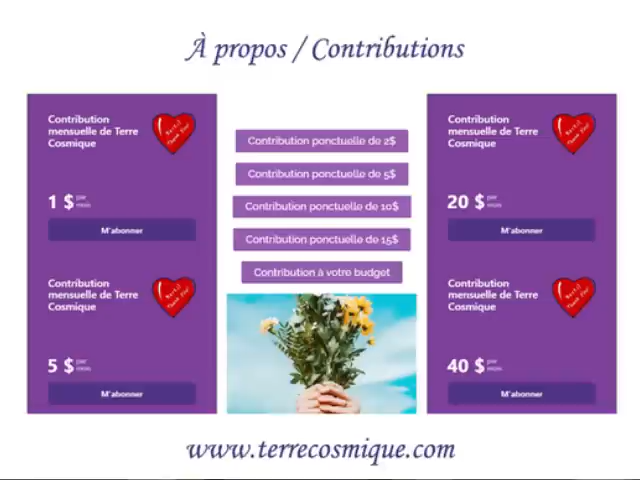 À propos / Contributions
Contribution
mensuelle de Terre
Cosmique
1 $ par
mois
M'abonner
Contribution
mensuelle de Terre
Cosmique
5 $ par
mois
M'abonner
Contribution ponctuelle de 2$
Contribution ponctuelle de 5$
Contribution ponctuelle de 10$
Contribution ponctuelle de 15$
Contribution à votre budget
Contribution
mensuelle de Terre
Cosmique
20 $ par
mois
M'abonner
Contribution
mensuelle de Terre
Cosmique
40 $ par
mois
M'abonner
www.terrecosmique.com